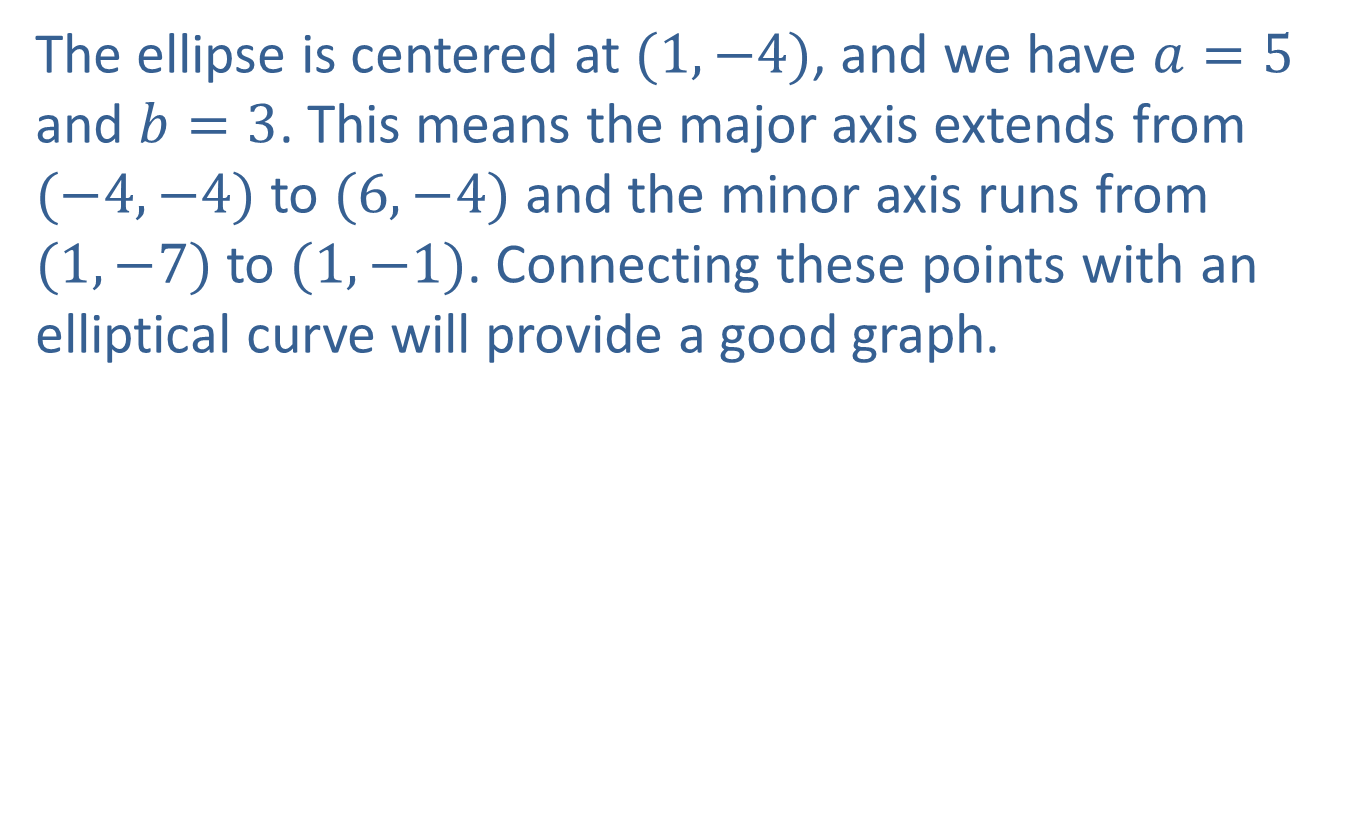 The ellipse is centered at (1, −4), and we have a = 5
and b = 3. This means the major axis extends from
(−4, −4) to (6, −4) and the minor axis runs from
(1, −7) to (1, −1). Connecting these points with an
elliptical curve will provide a good graph.